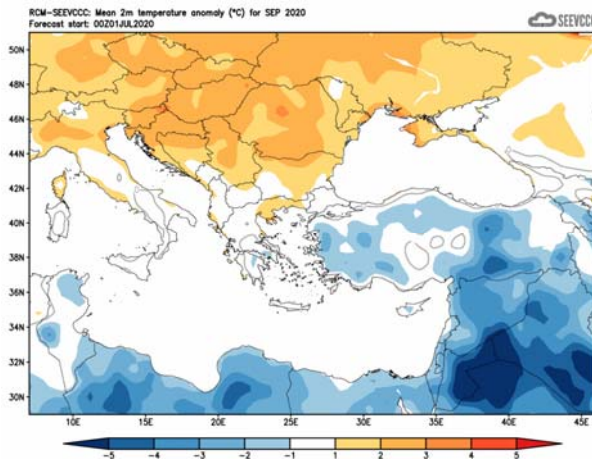 RCM-SEEVCCC: Mean 2m temperature anomaly (°C) for SEP 2020
Forecast start: 00Z01JUL2020
SEEVCCC
50N
48N
46N
44N
42N
40N
38N
36N
34N
32N
30N
10E 15E 20E 25E 30E 35E 40E 45E
-5 -4 -3 -2 -1 1 2 3 4 5